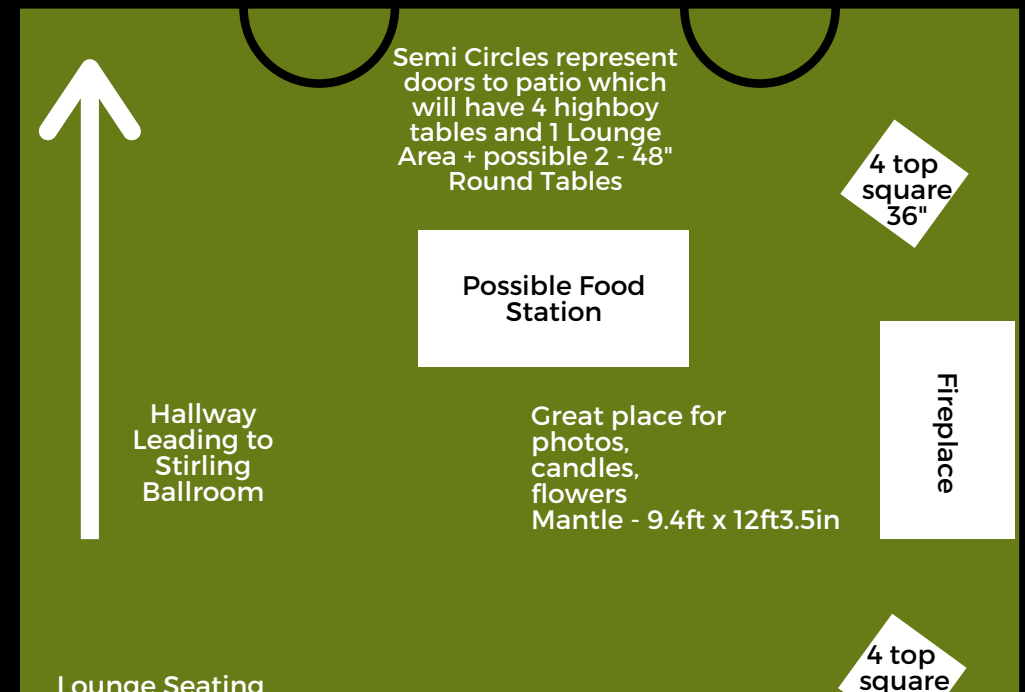 Semi Circles represent
doors to patio which
will have 4 highboy
tables and 1 Lounge
Area + possible 2 - 48"
Round Tables
4 top
square
36"
Possible Food
Station
Fireplace
Hallway
Leading to
Stirling
Ballroom
Great place for
photos,
candles,
flowers
Mantle - 9.4ft x 12ft3.5in
4 top
square
Lounge Seating